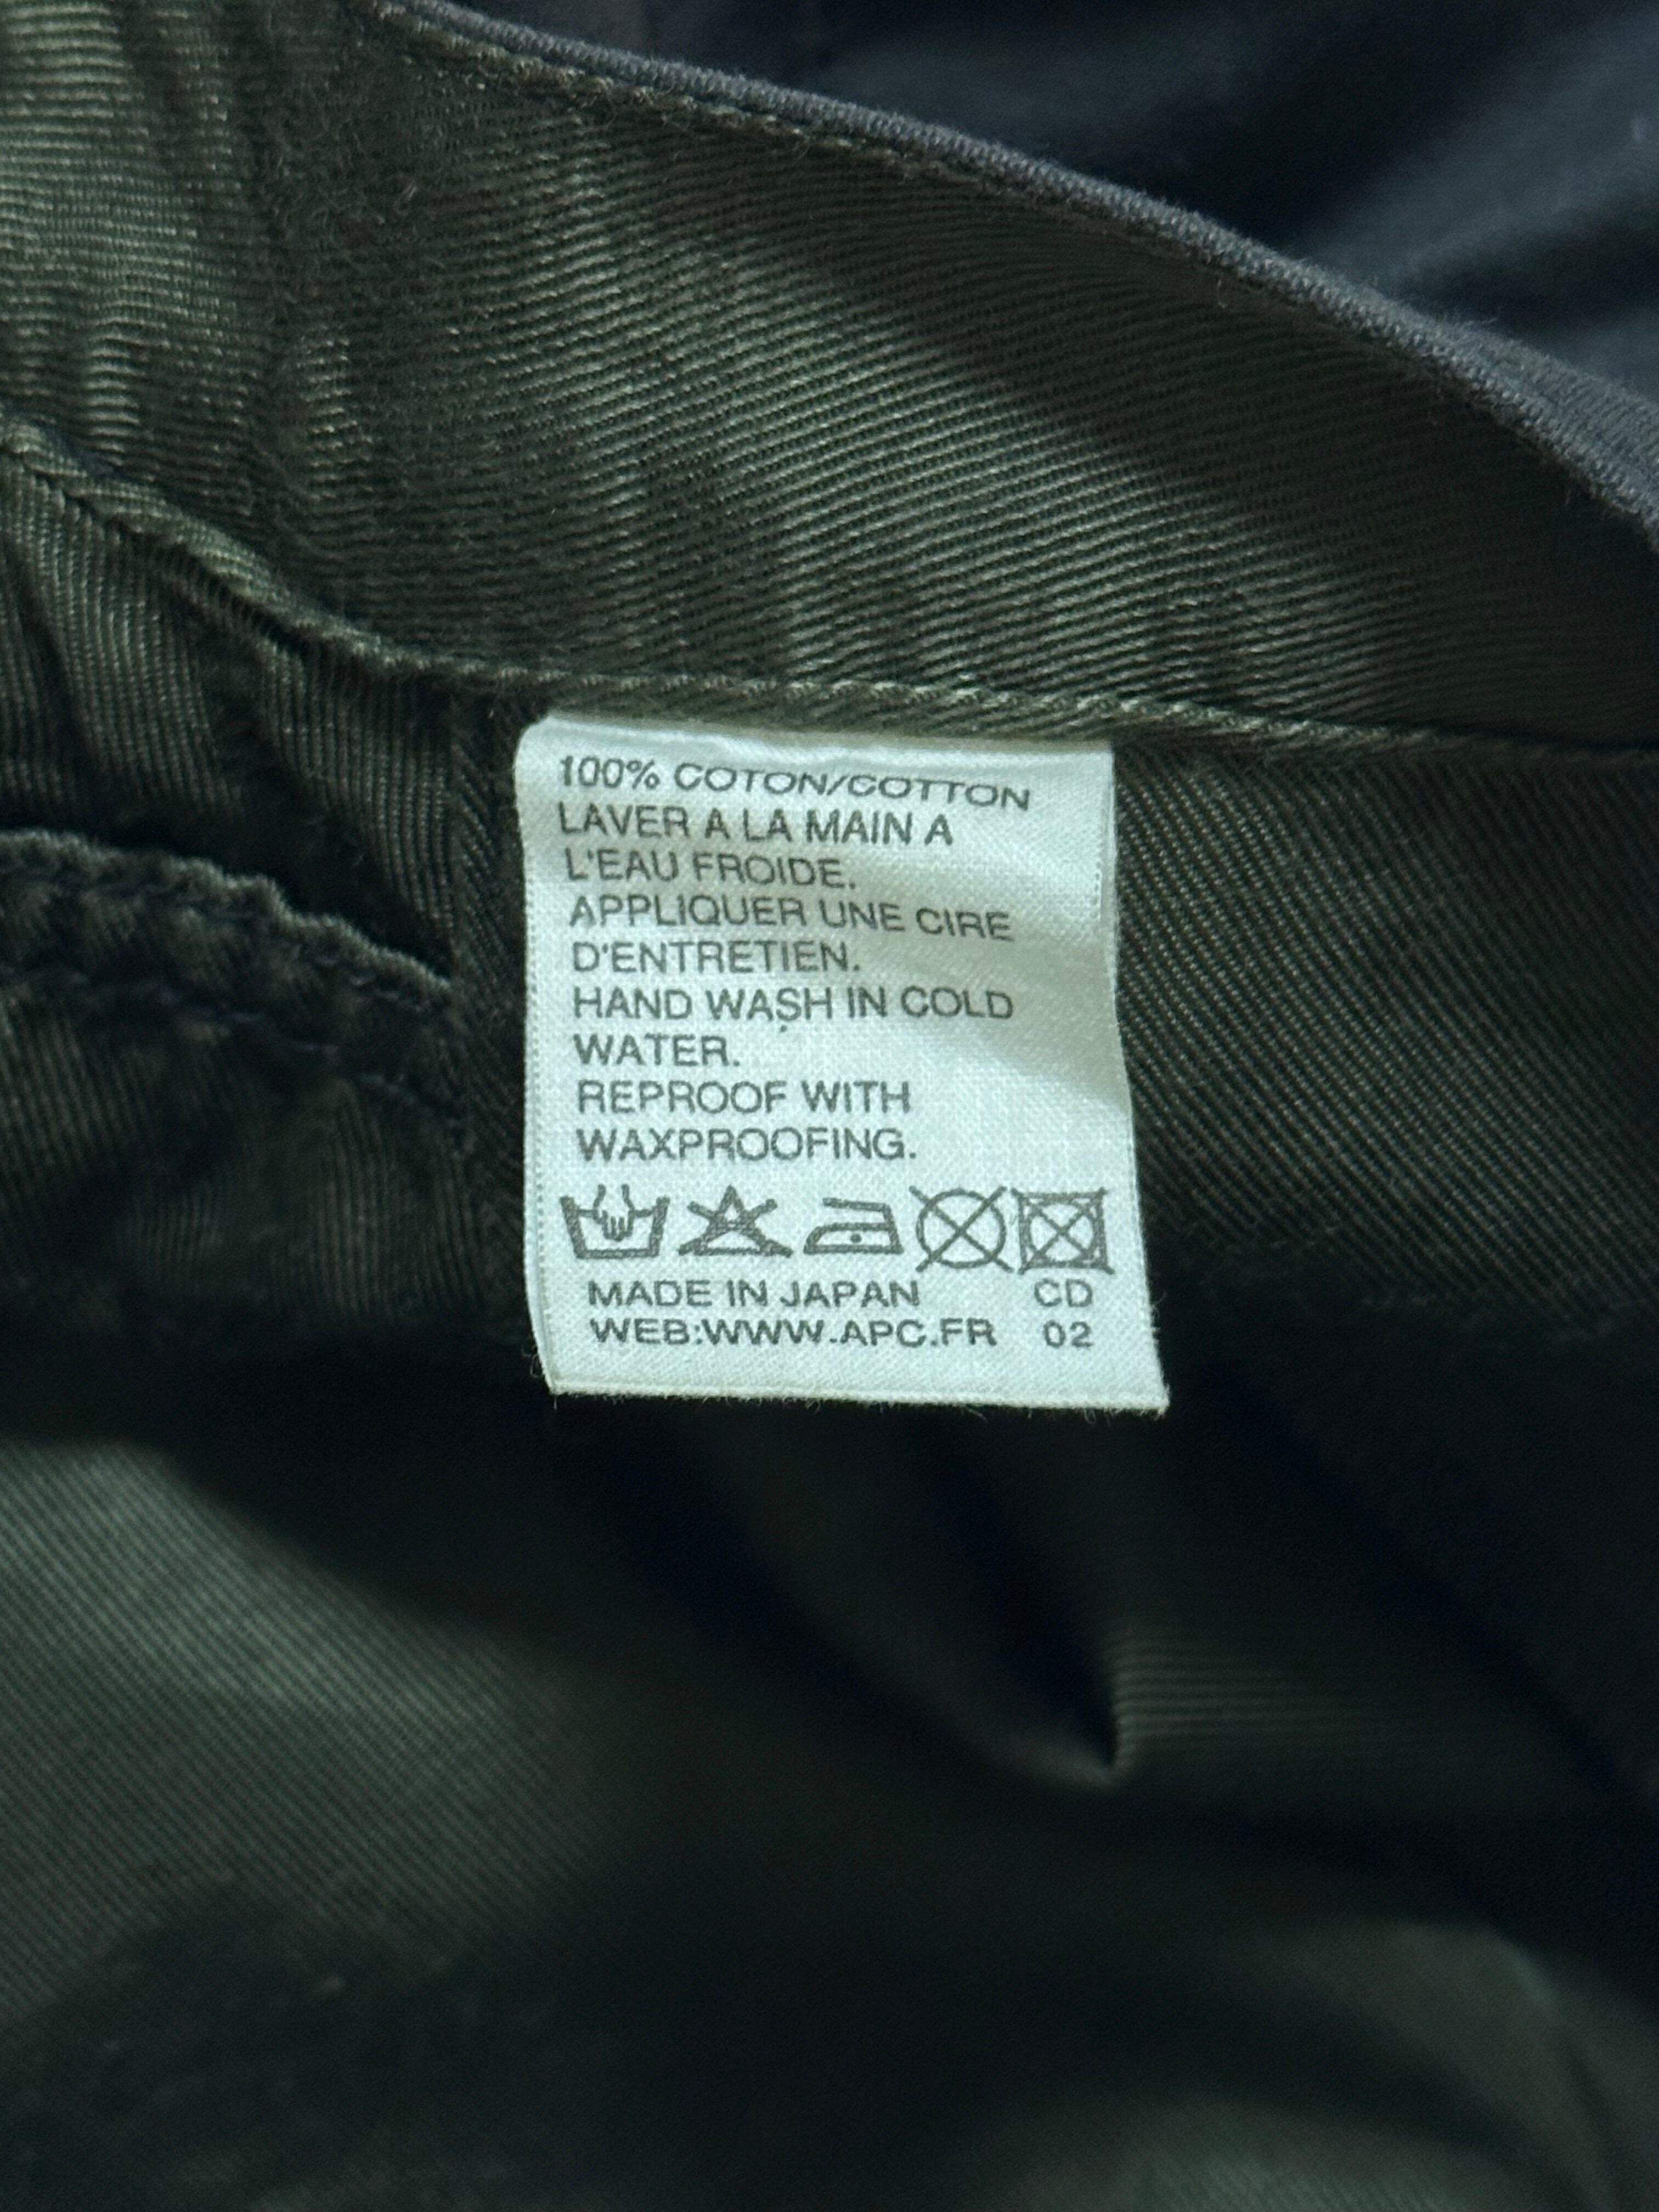 100% COTON/COTTON
LAVER A LA MAIN A
L'EAU FROIDE.
APPLIQUER UNE CIRE
D'ENTRETIEN.
HAND WASH IN COLD
WATER.
REPROOF WITH
WAXPROOFING.
MADE IN JAPAN CD
WEB:WWW.APC.FR 02